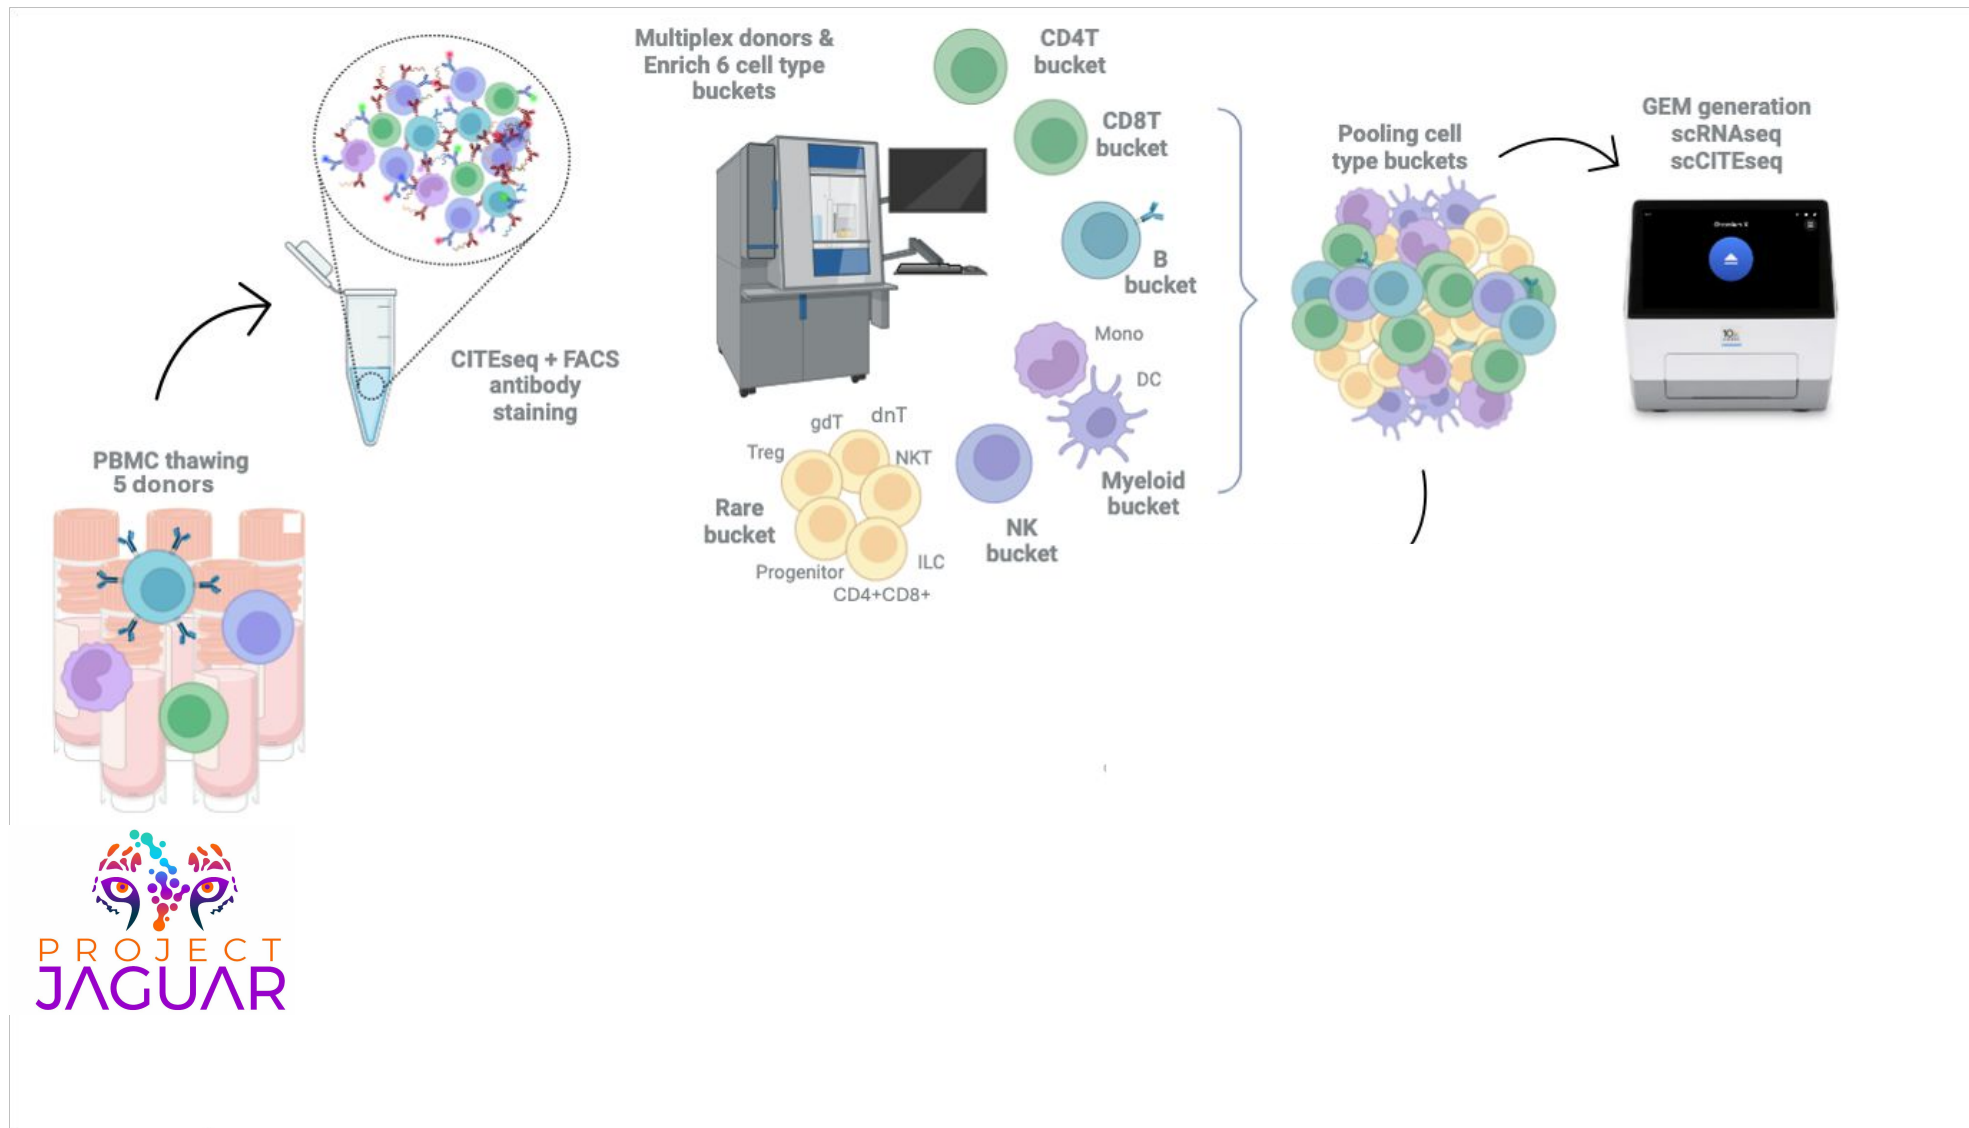 PBMC thawing
5 donors
CITEseq + FACS
antibody
staining
Multiplex donors &
Enrich 6 cell type
buckets
CD4T
bucket
CD8T
bucket
B
bucket
Mono
DC
Myeloid
bucket
NK
bucket
gdT
dnT
Treg
NKT
Rare
bucket
Progenitor
ILC
CD4+CD8+
Pooling cell
type buckets
GEM generation
scRNAseq
scCITEseq
10x
PROJECT
JAGUAR